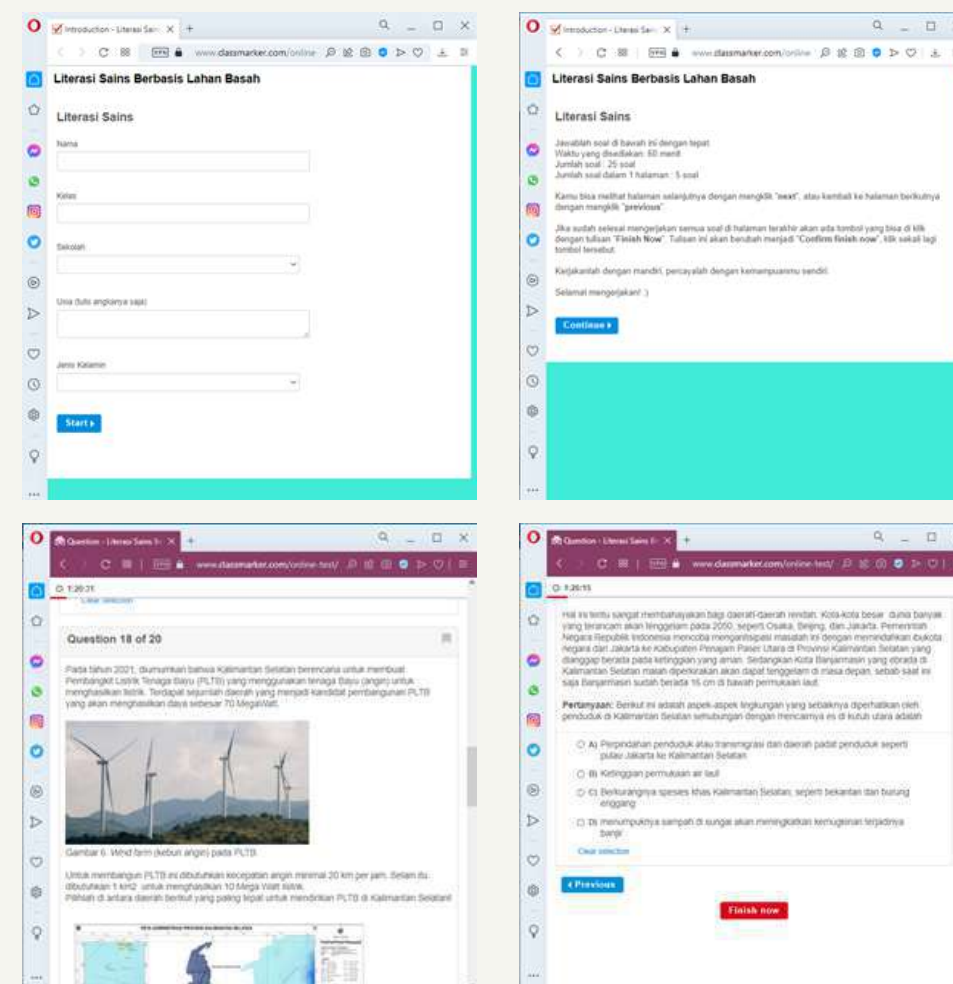 Introduction - Literasi Sain
www.classmarker.com/online
Literasi Sains Berbasis Lahan Basah
Literasi Sains
Nama
Kelas
Sekolah
Usia (tulis angkanya saja)
Jenis Kelamin
Start
Introduction - Literasi Sain
www.classmarker.com/online
Literasi Sains Berbasis Lahan Basah
Literasi Sains
Jawablah soal di bawah ini dengan tepat.
Waktu yang disediakan: 60 menit
Jumlah soal : 25 soal
Jumlah soal dalam 1 halaman : 5 soal
Kamu bisa melihat halaman selanjutnya dengan mengklik "next", atau kembali ke halaman berikutnya
dengan mengklik "previous"
Jika sudah selesai mengerjakan semua soal di halaman terakhir akan ada tombol yang bisa di klik
dengan tulisan "Finish Now". Tulisan ini akan berubah menjadi "Confirm finish now", klik sekali lagi
tombol tersebut.
Kerjakanlah dengan mandiri, percayalah dengan kemampuanmu sendiri.
Selamat mengerjakan! :)
Continue
Question - Literasi Sains
VPN www.classmarker.com/online-test/
1:26:31
Clear selection
Question 18 of 20
Pada tahun 2021, diumumkan bahwa Kalimantan Selatan berencana untuk membuat
Pembangkit Listrik Tenaga Bayu (PLTB) yang menggunakan tenaga Bayu (angin) untuk
menghasilkan listrik. Terdapat sejumlah daerah yang menjadi kandidat pembangunan PLTB
yang akan menghasilkan daya sebesar 70 MegaWatt.
Gambar 6. Wind farm (kebun angin) pada PLTB.
Untuk membangun PLTB ini dibutuhkan kecepatan angin minimal 20 km per jam. Selain itu,
dibutuhkan 1 km2 untuk menghasilkan 10 Mega Watt listrik.
Pilihlah di antara daerah berikut yang paling tepat untuk mendirikan PLTB di Kalimantan Selatan!
PETA ADMINISTRASI PROVINSI KALIMANTAN SELATAN
Question - Literasi Sains
VPN www.classmarker.com/online-test/
1:26:15
Hal ini tentu sangat membahayakan bagi daerah-daerah rendah. Kota-kota besar dunia banyak
yang terancam akan tenggelam pada 2050, seperti Osaka, Beijing, dan Jakarta. Pemerintah
Negara Republik Indonesia mencoba mengantisipasi masalah ini dengan memindahkan ibukota
negara dari Jakarta ke Kabupaten Penajam Paser Utara di Provinsi Kalimantan Selatan yang
dianggap berada pada ketinggian yang aman. Sedangkan Kota Banjarmasin yang berada di
Kalimantan Selatan malah diperkirakan akan dapat tenggelam di masa depan, sebab saat ini
saja Banjarmasin sudah berada 16 cm di bawah permukaan laut.
Pertanyaan: Berikut ini adalah aspek-aspek lingkungan yang sebaiknya diperhatikan oleh
penduduk di Kalimantan Selatan sehubungan dengan mencairnya es di kutub utara adalah
A) Perpindahan penduduk atau transmigrasi dari daerah padat penduduk seperti
pulau Jakarta ke Kalimantan Selatan
B) Ketinggian permukaan air laut
C) Berkurangnya spesies khas Kalimantan Selatan, seperti bekantan dan burung
enggang
D) menumpuknya sampah di sungai akan meningkatkan kemungkinan terjadinya
banjir
Clear selection
Previous
Finish now